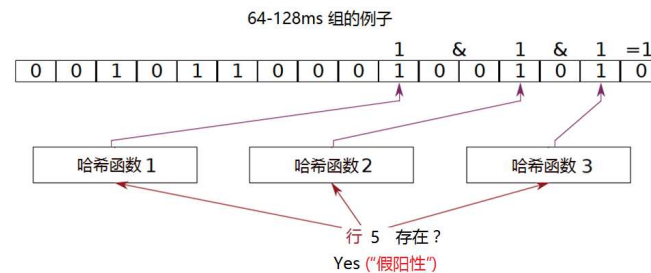 64-128ms 组的例子
1 & 1 & 1 =1
0 0 1 0 1 1 0 0 0 1 0 0 1 0 1 0
哈希函数 1 哈希函数 2 哈希函数 3
行 5 存在？
Yes (“假阳性”)